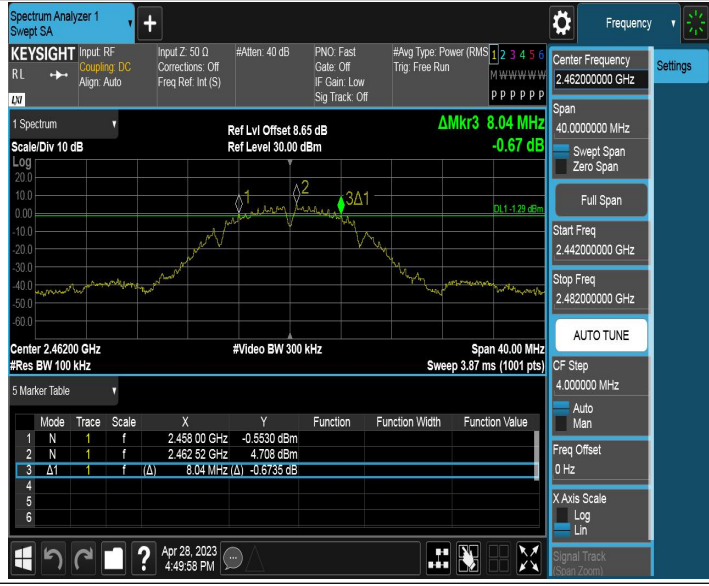 Spectrum Analyzer 1
Swept SA
Frequency
KEYSIGHT Input: RF
Coupling: DC
Align: Auto
RL
LXI
Input Z: 50 Ω
Corrections: Off
Freq Ref: Int (S)
#Atten: 40 dB
PNO: Fast
Gate: Off
IF Gain: Low
Sig Track: Off
#Avg Type: Power (RMS
Trig: Free Run
1 2 3 4 5 6
M W W W W W
P P P P P P
Center Frequency
2.462000000 GHz
Settings
Span
40.0000000 MHz
Swept Span
Zero Span
Full Span
Start Freq
2.442000000 GHz
Stop Freq
2.482000000 GHz
AUTO TUNE
CF Step
4.000000 MHz
Auto
Man
Freq Offset
0 Hz
X Axis Scale
Log
Lin
Signal Track
(Span Zoom)
1 Spectrum
Scale/Div 10 dB
Ref Lvl Offset 8.65 dB
Ref Level 30.00 dBm
ΔMkr3 8.04 MHz
-0.67 dB
Log
20.0
10.0
0.00
-10.0
-20.0
-30.0
-40.0
-50.0
-60.0
1
2
3Δ1
DL1 -1.29 dBm
Center 2.46200 GHz
#Video BW 300 kHz
Span 40.00 MHz
#Res BW 100 kHz
Sweep 3.87 ms (1001 pts)
5 Marker Table
Mode Trace Scale X Y Function Function Width Function Value
1 N 1 f 2.458 00 GHz -0.5530 dBm
2 N 1 f 2.462 52 GHz 4.708 dBm
3 Δ1 1 f (Δ) 8.04 MHz (Δ) -0.6735 dB
4
5
6
?
Apr 28, 2023
4:49:58 PM